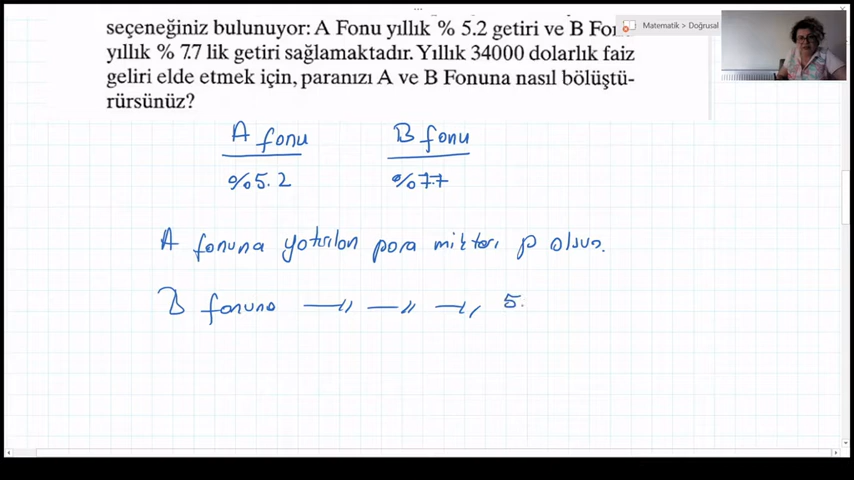 seçeneğiniz bulunuyor: A Fonu yıllık % 5.2 getiri ve B Fonu
Matematik > Doğrusal
yıllık % 7.7 lik getiri sağlamaktadır. Yıllık 34000 dolarlık faiz
geliri elde etmek için, paranızı A ve B Fonuna nasıl bölüştü-
rürsünüz?
A fonu B fonu
%5.2 %7.7
A fonuna yatırılan para miktarı p olsun.
B fonuna —〃 —〃 —〃 5.